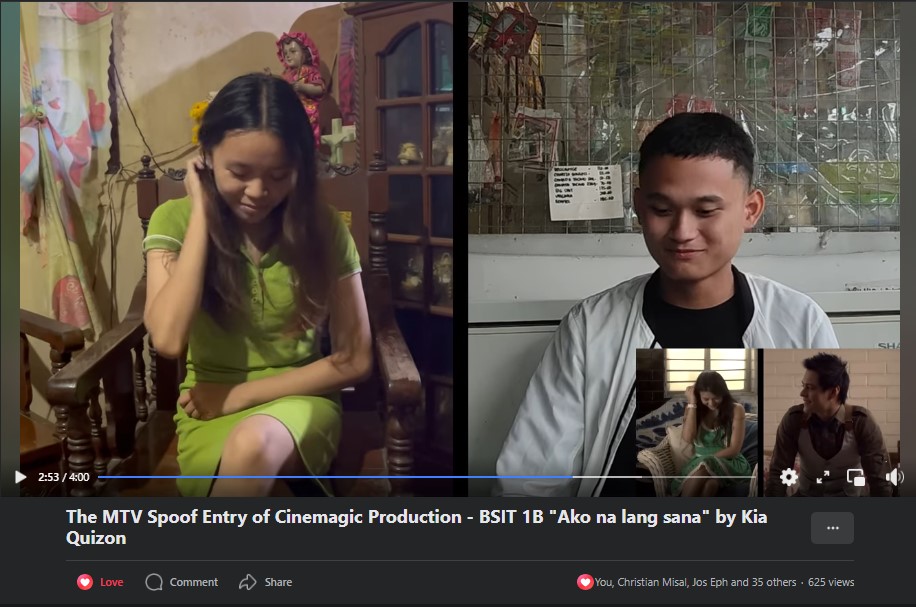 2:53 / 4:00
The MTV Spoof Entry of Cinemagic Production - BSIT 1B "Ako na lang sana" by Kia
Quizon
Love
Comment
Share
You, Christian Misal, Jos Eph and 35 others · 625 views